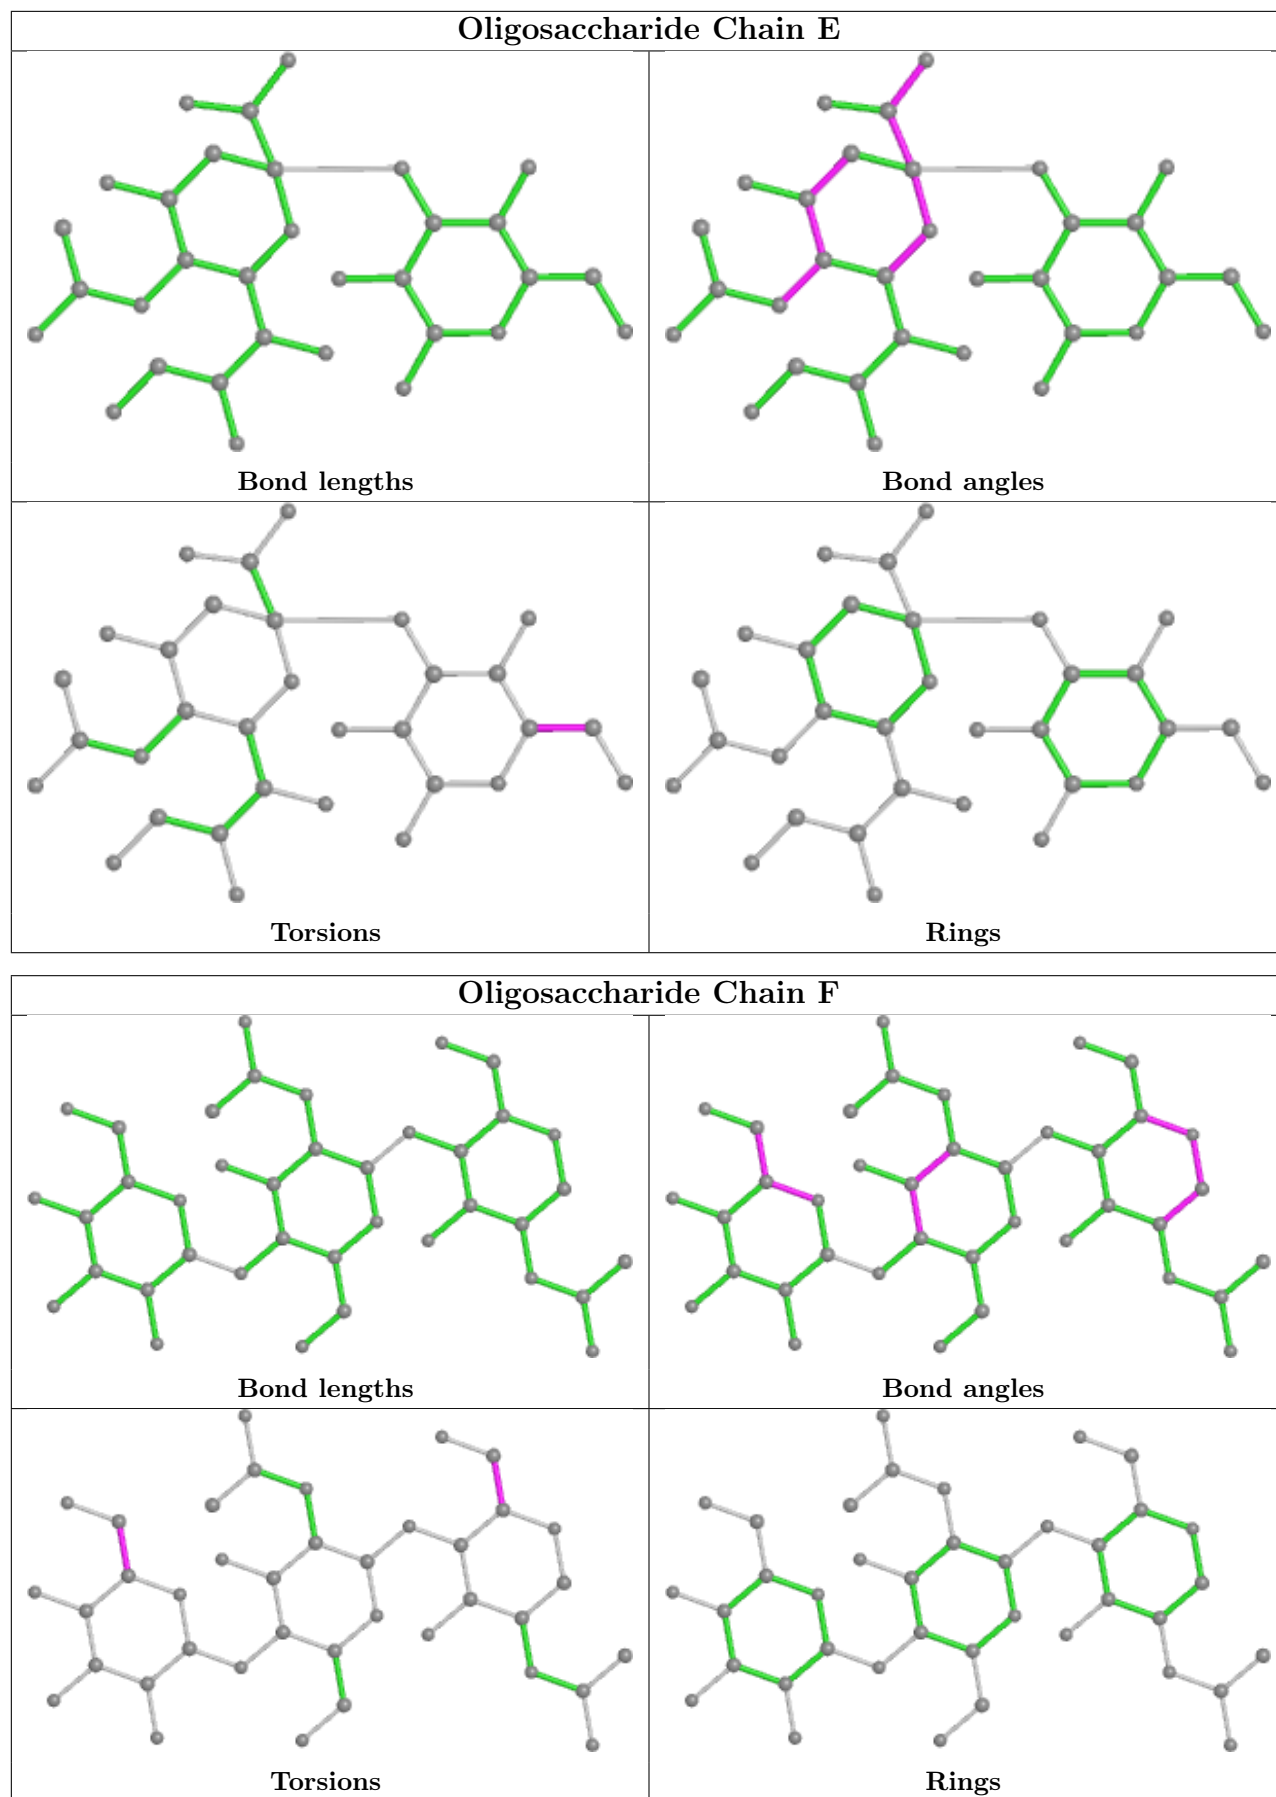 Oligosaccharide Chain E
Bond lengths
Bond angles
Torsions
Rings
Oligosaccharide Chain F
Bond lengths
Bond angles
Torsions
Rings